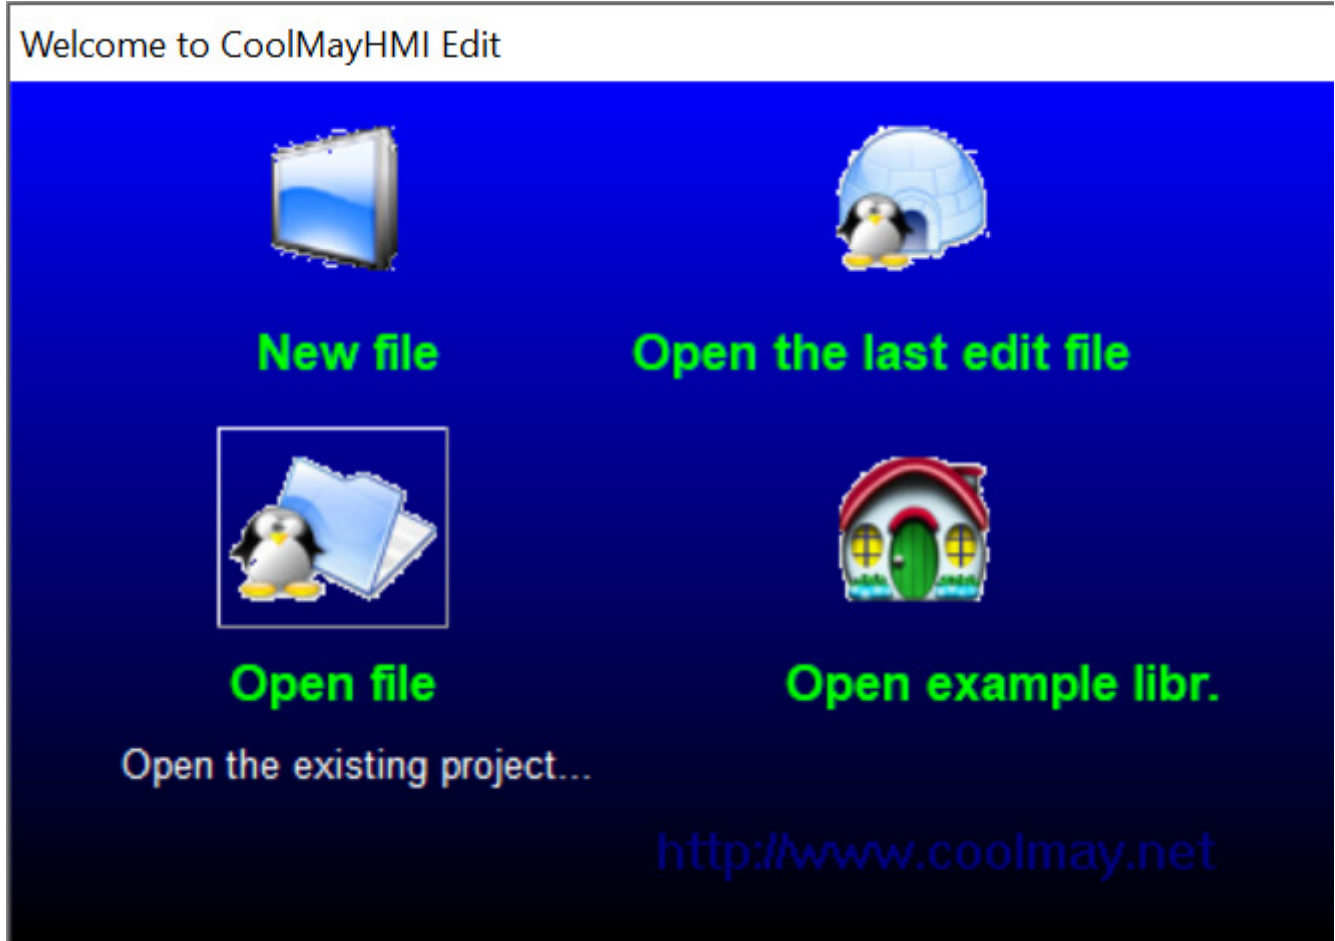 Welcome to CoolMayHMI Edit
New file
Open the last edit file
Open file
Open example libr.
Open the existing project...
http://www.coolmay.net